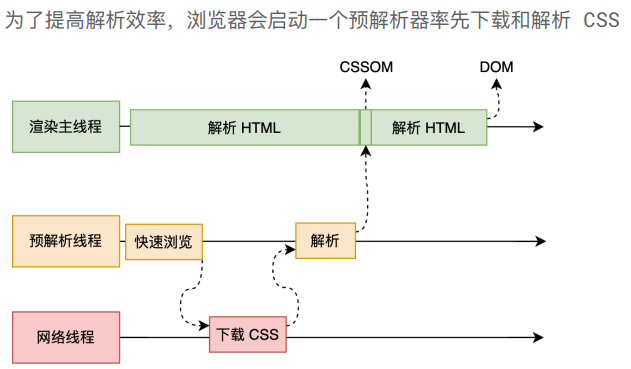 为了提高解析效率，浏览器会启动一个预解析器率先下载和解析 CSS
CSSOM
DOM
渲染主线程
解析 HTML
解析 HTML
预解析线程
快速浏览
解析
网络线程
下载 CSS